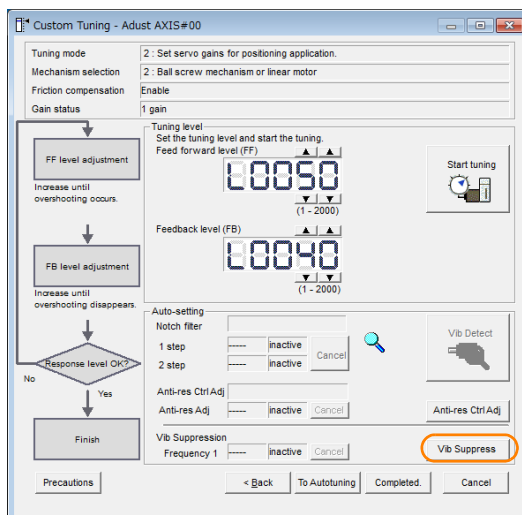 Custom Tuning - Adust AXIS#00
Tuning mode 2 : Set servo gains for positioning application.
Mechanism selection 2 : Ball screw mechanism or linear motor
Friction compensation Enable
Gain status 1 gain
FF level adjustment
Increase until
overshooting occurs.
FB level adjustment
Increase until
overshooting disappears.
Response level OK?
No
Yes
Finish
Tuning level
Set the tuning level and start the tuning.
Feed forward level (FF)
L0050
(1 - 2000)
Feedback level (FB)
L0040
(1 - 2000)
Start tuning
Auto-setting
Notch filter
1 step ----- inactive
2 step ----- inactive
Cancel
Vib Detect
Anti-res Ctrl Adj
Anti-res Adj ----- inactive Cancel
Anti-res Ctrl Adj
Vib Suppression
Frequency 1 ----- inactive Cancel
Vib Suppress
Precautions
< Back
To Autotuning
Completed.
Cancel